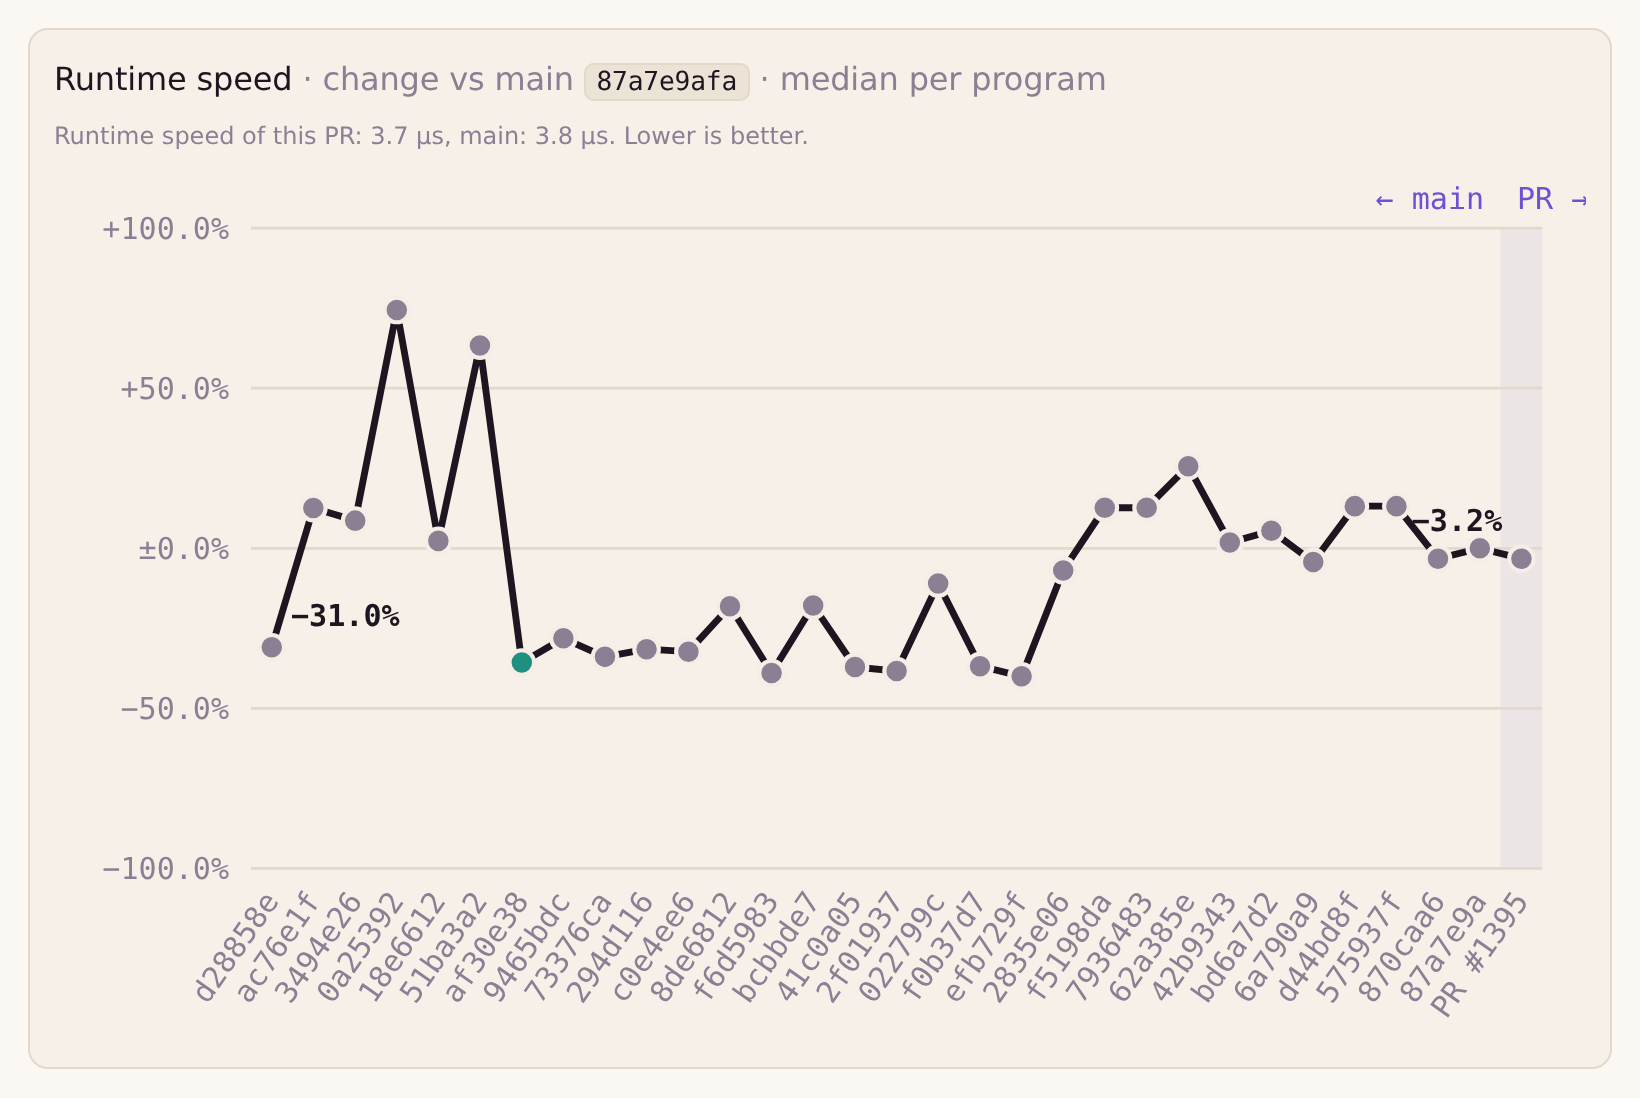 Runtime speed · change vs main 87a7e9afa · median per program
Runtime speed of this PR: 3.7 µs, main: 3.8 µs. Lower is better.
← main PR →
+100.0%
+50.0%
±0.0%
−50.0%
−100.0%
−31.0%
−3.2%
d28858e
ac76e1f
3494e26
0a25392
18e6612
51ba3a2
af30e38
9465bdc
73376ca
294d116
c0e4ee6
8de6812
f6d5983
bcbbde7
41c0a05
2f01937
022799c
f0b37d7
efb729f
2835e06
f5198da
7936483
62a385e
42b9343
bd6a7d2
6a790a9
d44bd8f
575937f
870caa6
87a7e9a
PR #1395